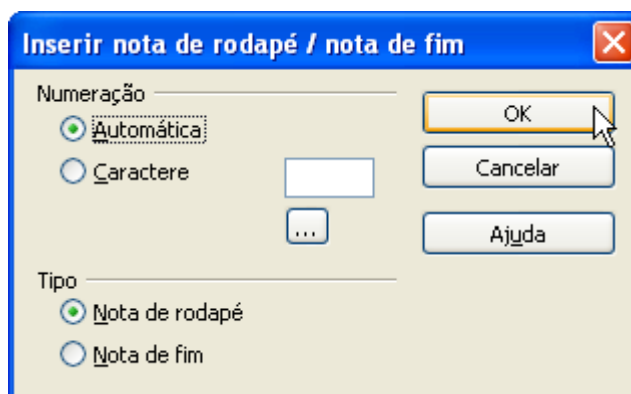 Inserir nota de rodapé / nota de fim
Numeração
Automática
Caractere
...
OK
Cancelar
Ajuda
Tipo
Nota de rodapé
Nota de fim